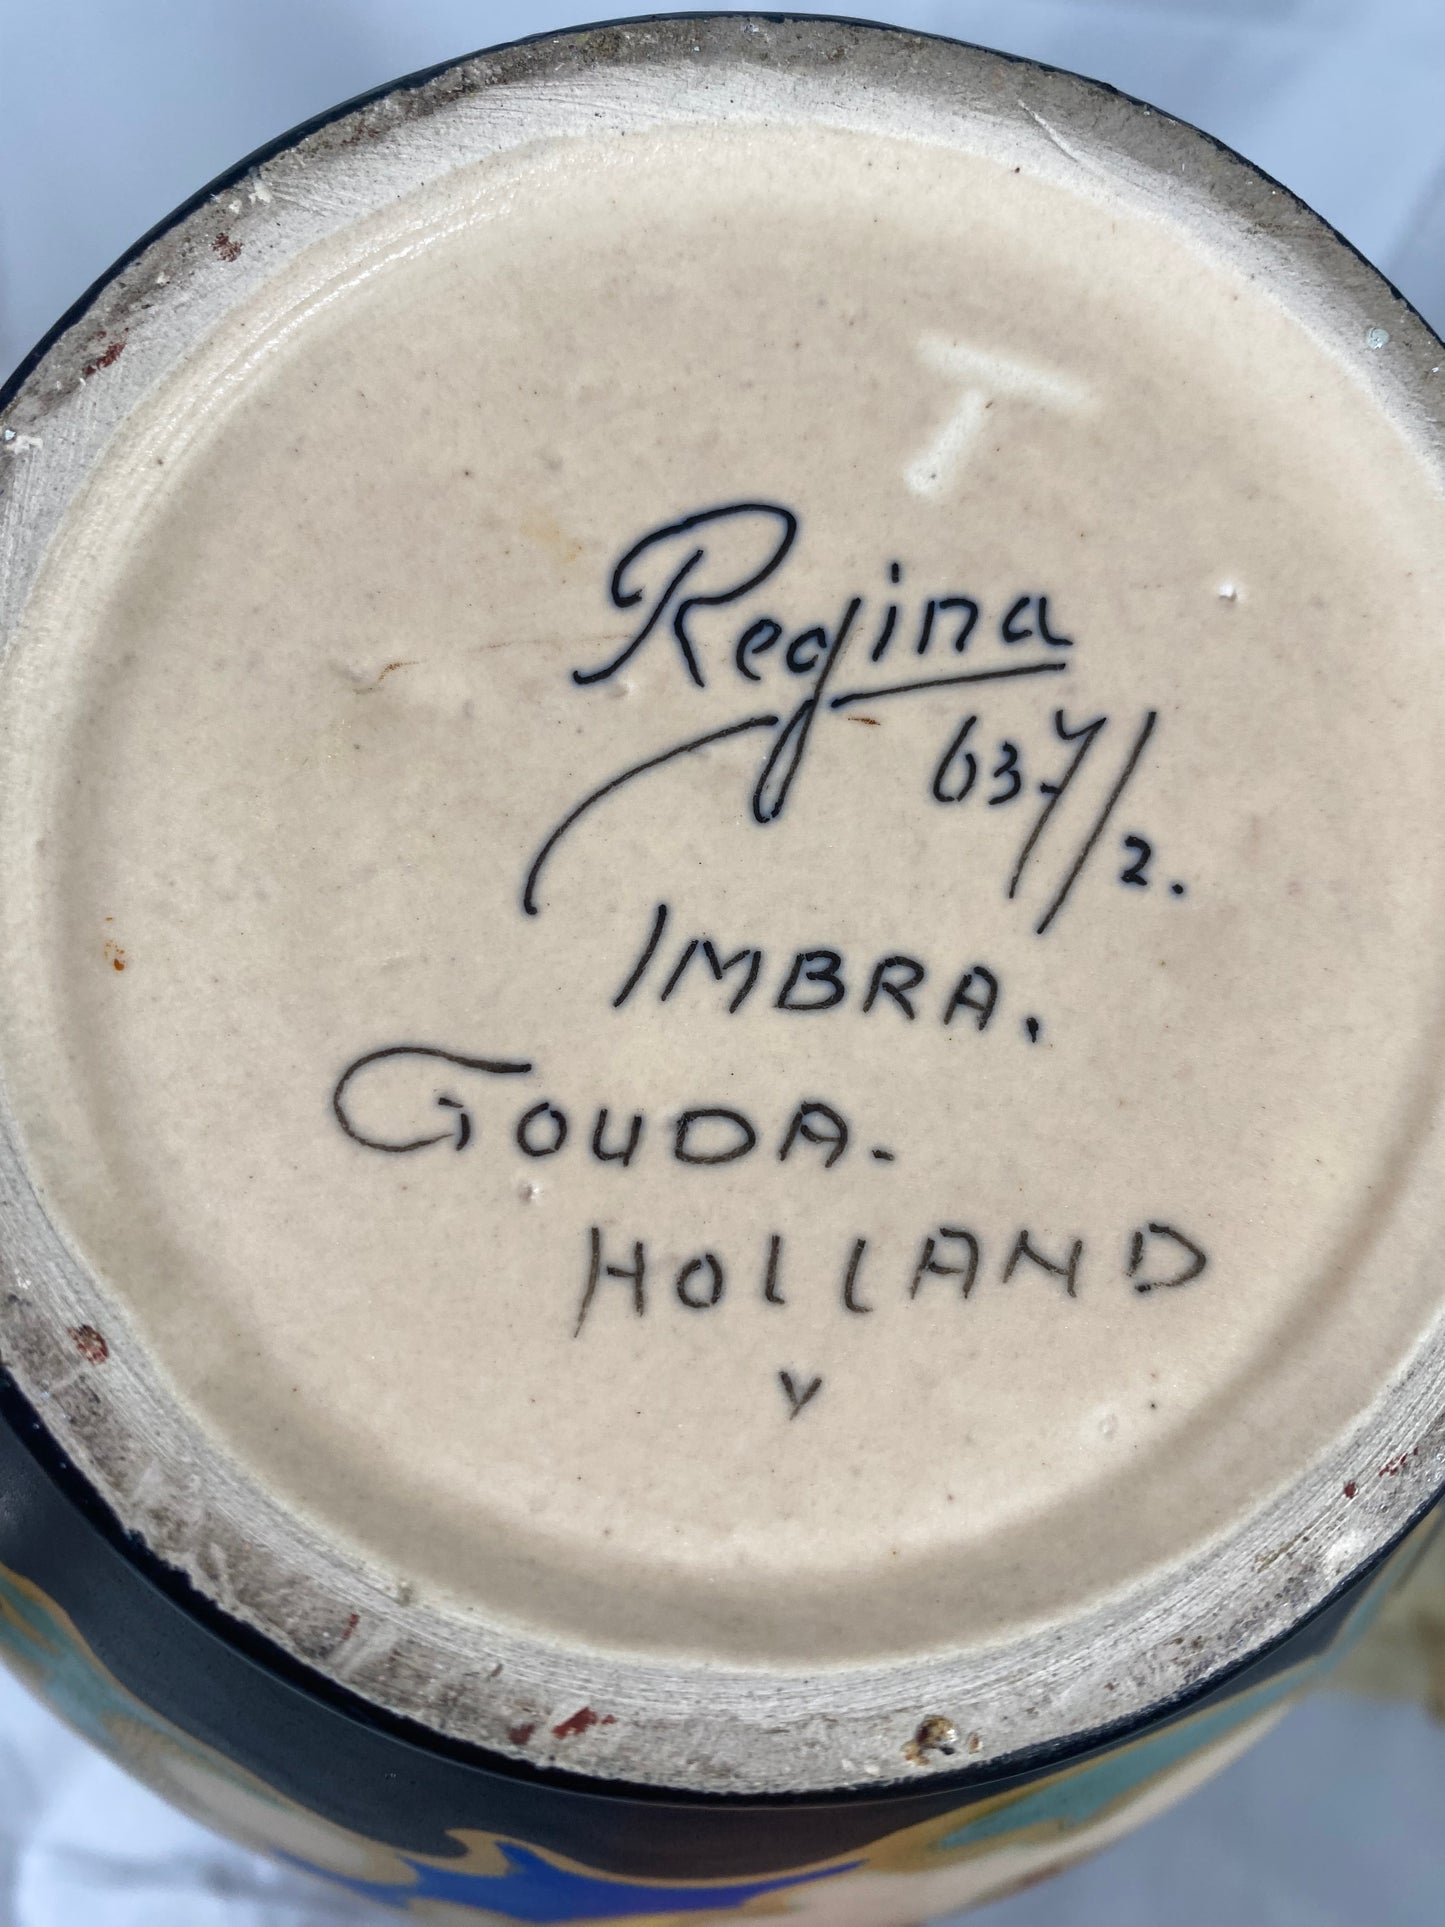 T
Regina
637/2.
IMBRA.
GOUDA.
HOLLAND
v